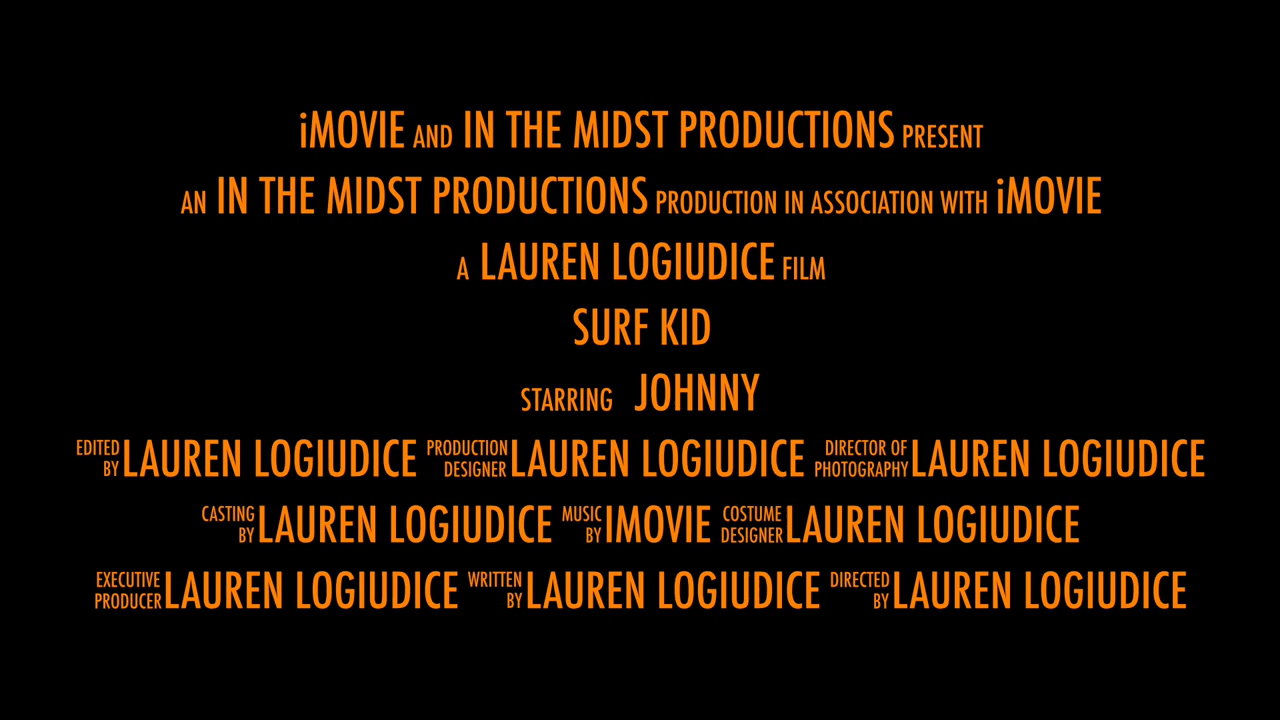 iMOVIE AND IN THE MIDST PRODUCTIONS PRESENT
AN IN THE MIDST PRODUCTIONS PRODUCTION IN ASSOCIATION WITH iMOVIE
A LAUREN LOGIUDICE FILM
SURF KID
STARRING JOHNNY
EDITED BY LAUREN LOGIUDICE PRODUCTION DESIGNER LAUREN LOGIUDICE DIRECTOR OF PHOTOGRAPHY LAUREN LOGIUDICE
CASTING BY LAUREN LOGIUDICE MUSIC BY IMOVIE COSTUME DESIGNER LAUREN LOGIUDICE
EXECUTIVE PRODUCER LAUREN LOGIUDICE WRITTEN BY LAUREN LOGIUDICE DIRECTED BY LAUREN LOGIUDICE